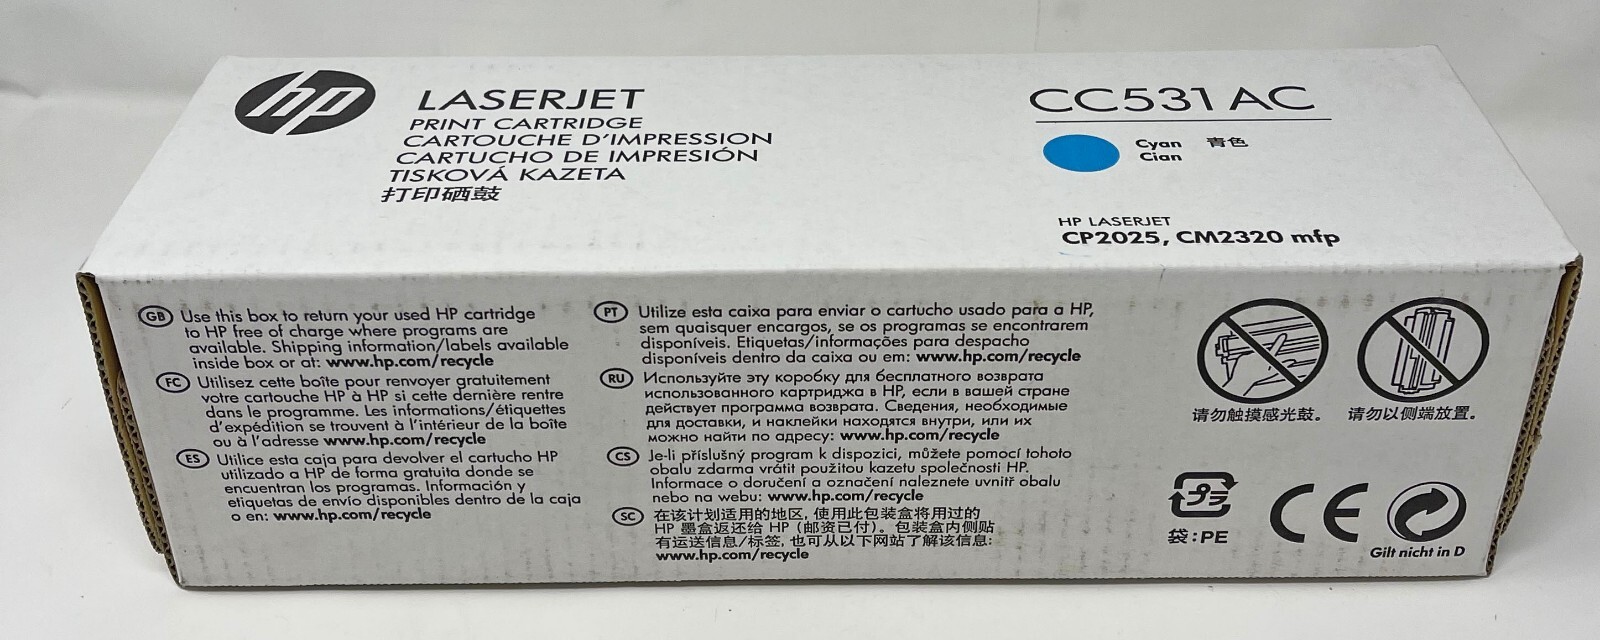 hp
LASERJET
PRINT CARTRIDGE
CARTOUCHE D'IMPRESSION
CARTUCHO DE IMPRESIÓN
TISKOVÁ KAZETA
打印硒鼓
CC531AC
Cyan 青色
Cian
HP LASERJET
CP2025, CM2320 mfp
GB Use this box to return your used HP cartridge
to HP free of charge where programs are
available. Shipping information/labels available
inside box or at: www.hp.com/recycle
FC Utilisez cette boîte pour renvoyer gratuitement
votre cartouche HP à HP si cette dernière rentre
dans le programme. Les informations/étiquettes
d'expédition se trouvent à l'intérieur de la boîte
ou à l'adresse www.hp.com/recycle
ES Utilice esta caja para devolver el cartucho HP
utilizado a HP de forma gratuita donde se
encuentran los programas. Información y
etiquetas de envío disponibles dentro de la caja
o en: www.hp.com/recycle
PT Utilize esta caixa para enviar o cartucho usado para a HP,
sem quaisquer encargos, se os programas se encontrarem
disponíveis. Etiquetas/informações para despacho
disponíveis dentro da caixa ou em: www.hp.com/recycle
RU Используйте эту коробку для бесплатного возврата
использованного картриджа в HP, если в вашей стране
действует программа возврата. Сведения, необходимые
для доставки, и наклейки находятся внутри, или их
можно найти по адресу: www.hp.com/recycle
CS Je-li příslušný program k dispozici, můžete pomocí tohoto
obalu zdarma vrátit použitou kazetu společnosti HP.
Informace o doručení a označení naleznete uvnitř obalu
nebo na webu: www.hp.com/recycle
SC 在该计划适用的地区, 使用此包装盒将用过的
HP 墨盒返还给 HP (邮资已付)。包装盒内侧贴
有运送信息/标签, 也可从以下网站了解该信息:
www.hp.com/recycle
请勿触摸感光鼓。 请勿以侧端放置。
プラ
袋:PE
CE
Gilt nicht in D